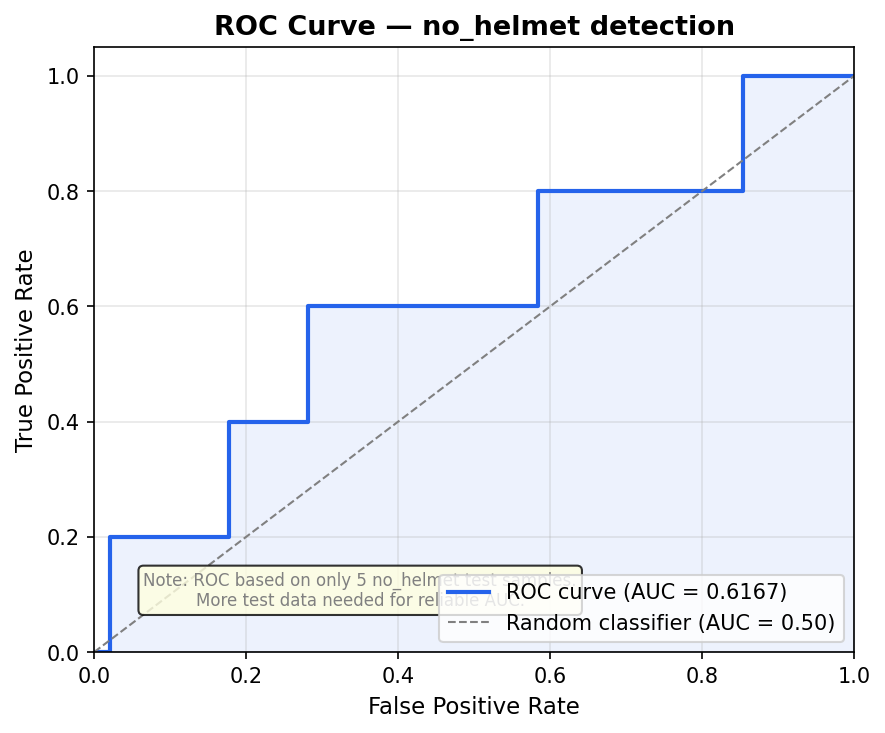 ROC Curve — no_helmet detection
True Positive Rate
1.0
0.8
0.6
0.4
0.2
0.0
Note: ROC based on only 5 no_helmet test samples.
More test data needed for reliable AUC.
ROC curve (AUC = 0.6167)
Random classifier (AUC = 0.50)
0.0 0.2 0.4 0.6 0.8 1.0
False Positive Rate